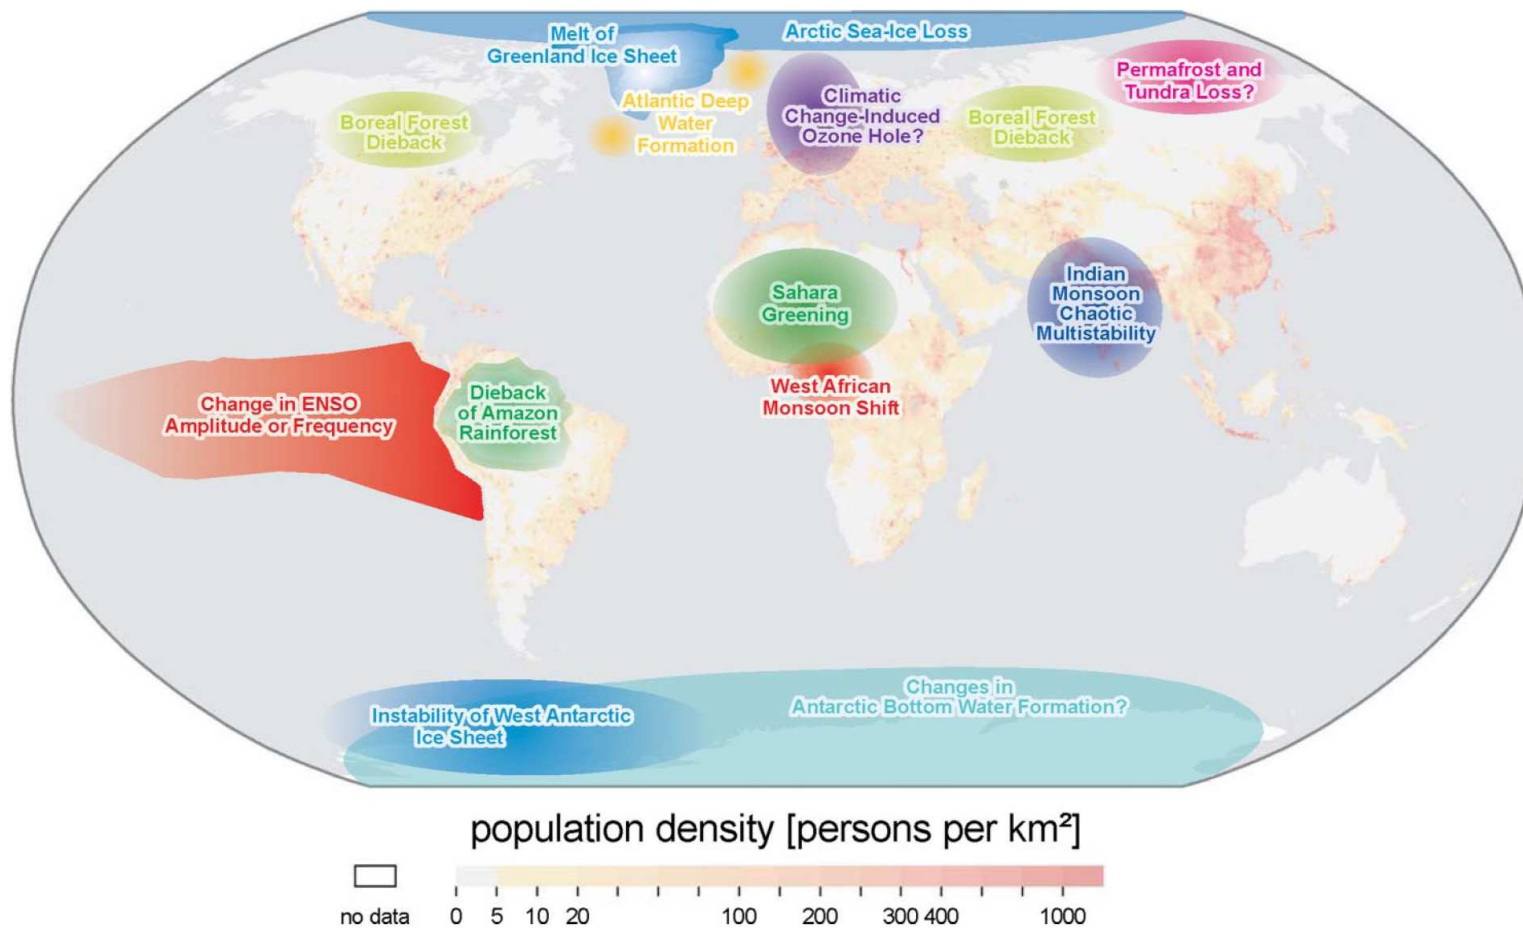 Melt of
Greenland Ice Sheet
Arctic Sea-Ice Loss
Permafrost and
Tundra Loss?
Atlantic Deep
Water
Formation
Climatic
Change-Induced
Ozone Hole?
Boreal Forest
Dieback
Boreal Forest
Dieback
Sahara
Greening
Indian
Monsoon
Chaotic
Multistability
West African
Monsoon Shift
Change in ENSO
Amplitude or Frequency
Dieback
of Amazon
Rainforest
Instability of West Antarctic
Ice Sheet
Changes in
Antarctic Bottom Water Formation?
population density [persons per km²]
no data 0 5 10 20 100 200 300 400 1000